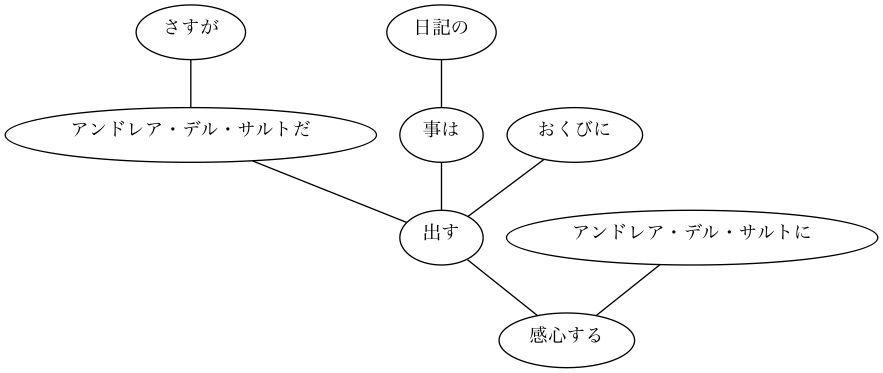 さすが
日記の
アンドレア・デル・サルトだ
事は
おくびに
出す
アンドレア・デル・サルトに
感心する